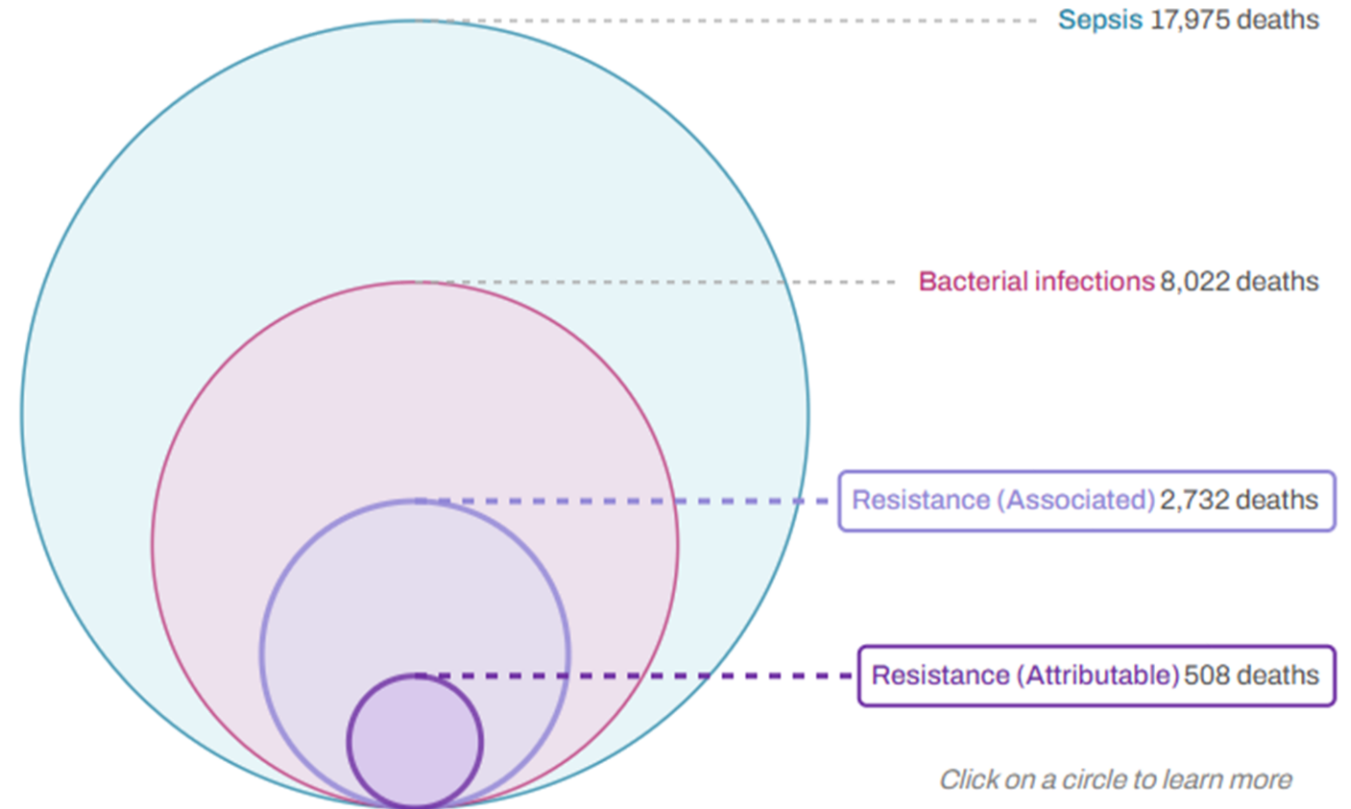 Sepsis 17,975 deaths
Bacterial infections 8,022 deaths
Resistance (Associated) 2,732 deaths
Resistance (Attributable) 508 deaths
Click on a circle to learn more